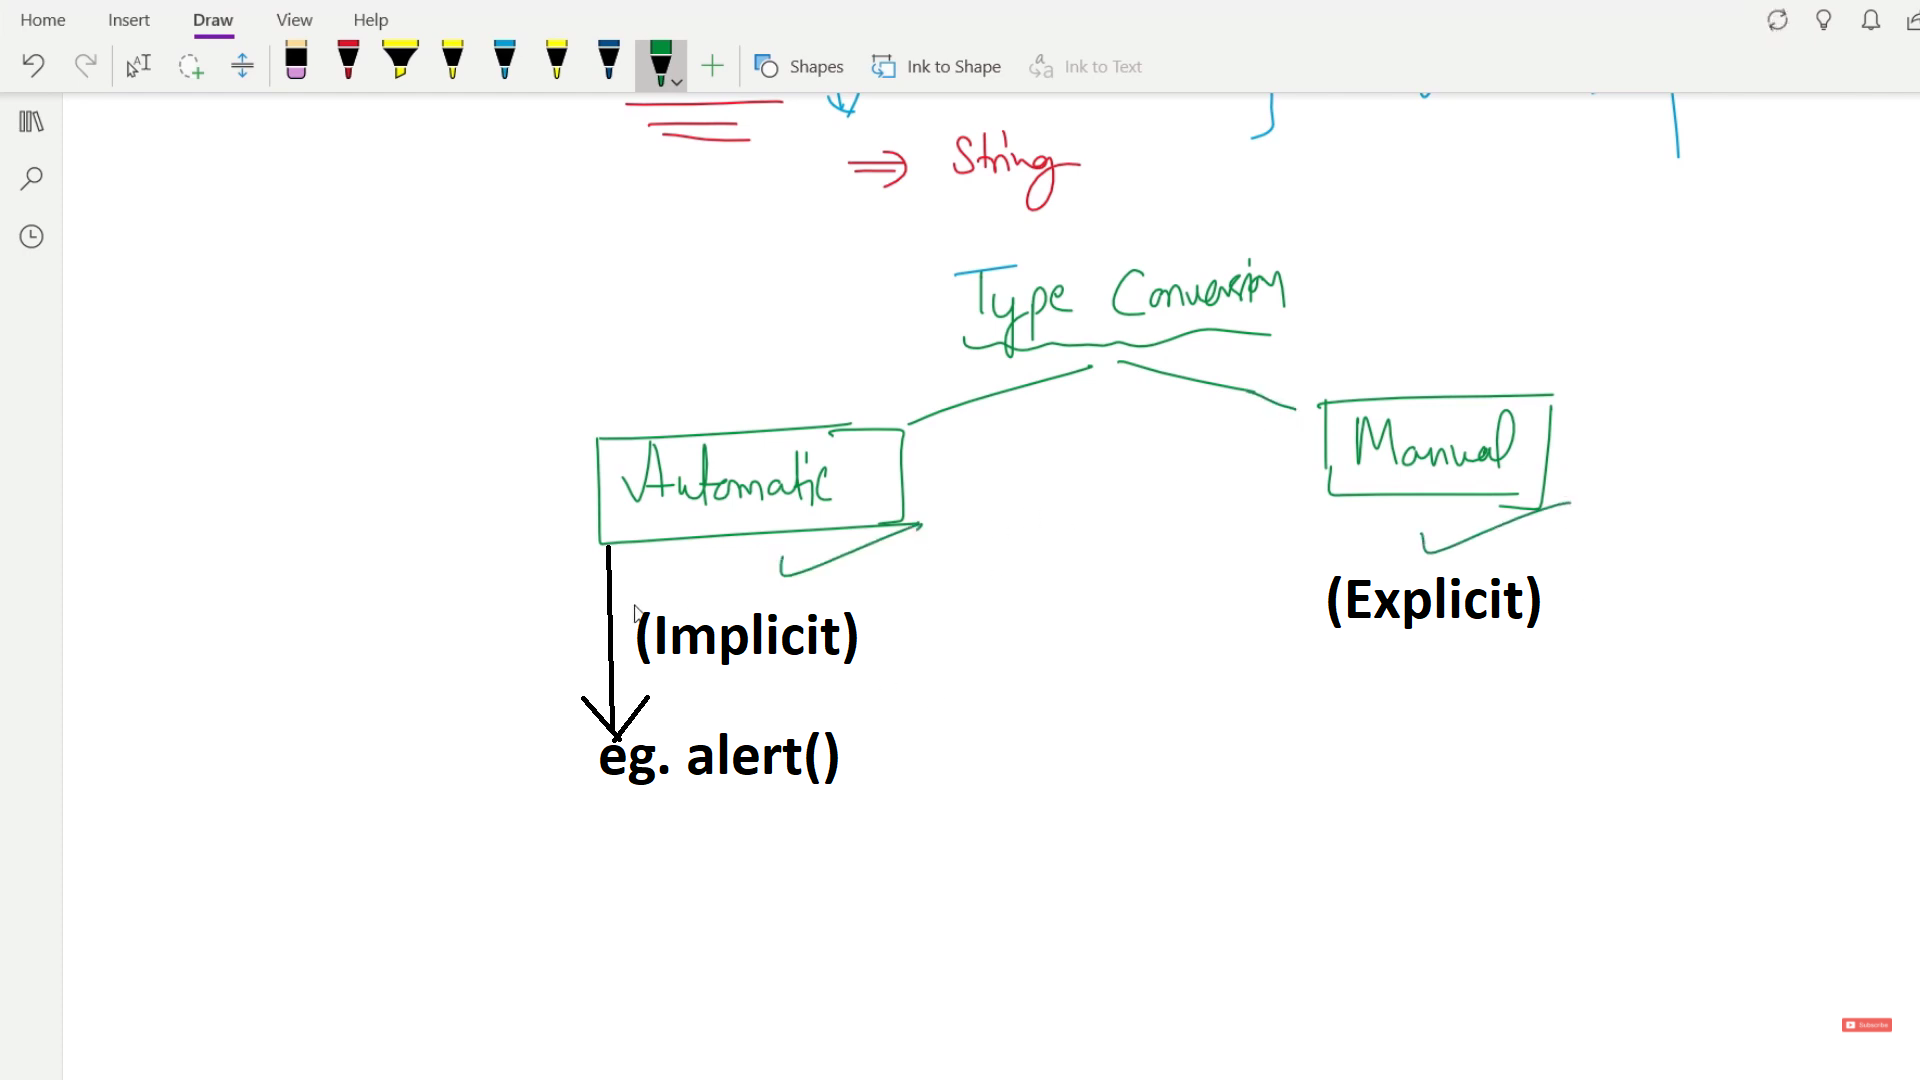 Home Insert Draw View Help
Shapes Ink to Shape Ink to Text
String
Type Conversion
Automatic
Manual
(Implicit)
(Explicit)
eg. alert()
Subscribe